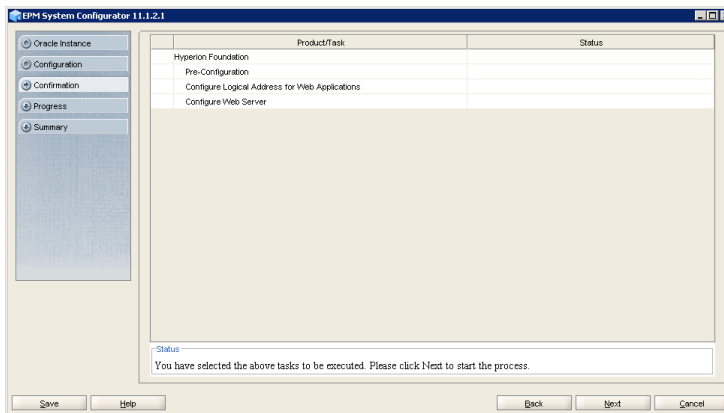 EPM System Configurator 11.1.2.1
Oracle Instance
Configuration
Confirmation
Progress
Summary
Product/Task Status
Hyperion Foundation
Pre-Configuration
Configure Logical Address for Web Applications
Configure Web Server
Status
You have selected the above tasks to be executed. Please click Next to start the process.
Save Help Back Next Cancel